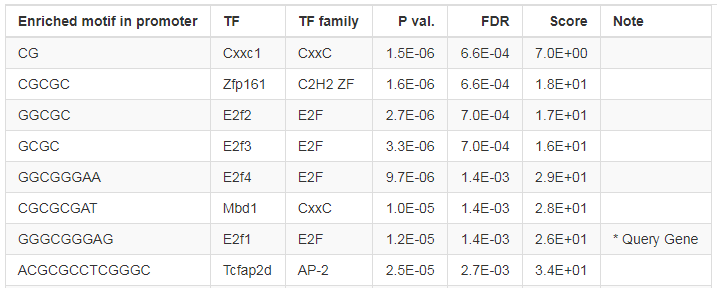 Enriched motif in promoter TF TF family P val. FDR Score Note
CG Cxxc1 CxxC 1.5E-06 6.6E-04 7.0E+00
CGCGC Zfp161 C2H2 ZF 1.6E-06 6.6E-04 1.8E+01
GGCGC E2f2 E2F 2.7E-06 7.0E-04 1.7E+01
GCGC E2f3 E2F 3.3E-06 7.0E-04 1.6E+01
GGCGGGAA E2f4 E2F 9.7E-06 1.4E-03 2.9E+01
CGCGCGAT Mbd1 CxxC 1.0E-05 1.4E-03 2.8E+01
GGGCGGGAG E2f1 E2F 1.2E-05 1.4E-03 2.6E+01 * Query Gene
ACGCGCCTCGGGC Tcfap2d AP-2 2.5E-05 2.7E-03 3.4E+01